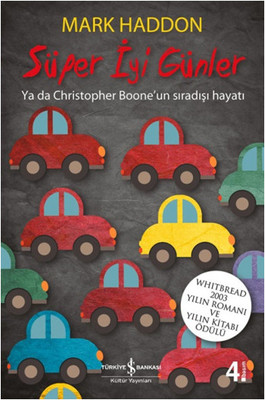 MARK HADDON
Süper İyi Günler
Ya da Christopher Boone'un sıradışı hayatı
WHITBREAD
2003
YILIN ROMANI
VE
YILIN KİTABI
ÖDÜLÜ
TÜRKİYE İŞ BANKASI
Kültür Yayınları
4.
Basım